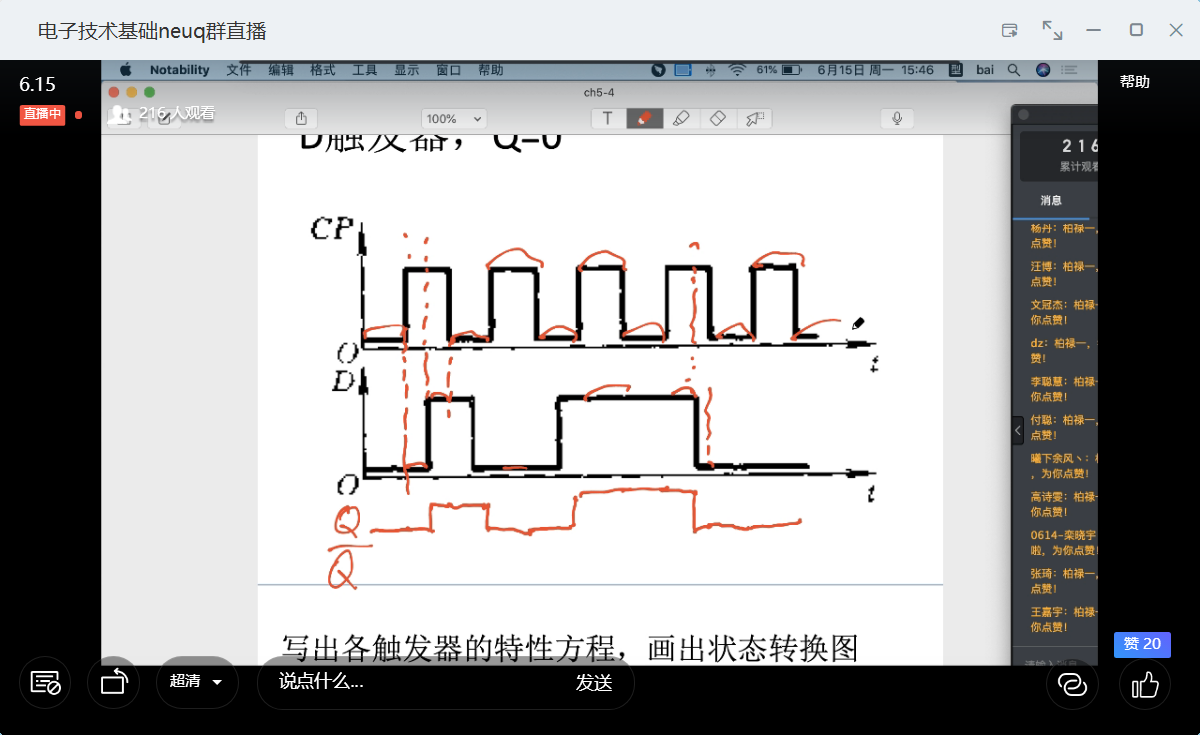 电子技术基础neuq群直播
6.15
直播中
Notability 文件 编辑 格式 工具 显示 窗口 帮助
61% 6月15日 周一 15:46 bai
ch5-4
216 人观看
100%
T
帮助
D触发器，Q=0
CP
O
t
D
O
t
Q
Q
写出各触发器的特性方程，画出状态转换图
216
累计观看
消息
杨丹：柏禄一,
点赞！
汪博：柏禄一,
点赞！
文冠杰：柏禄一
你点赞！
dz：柏禄一,
赞！
李聪慧：柏禄一
你点赞！
付聪：柏禄一,
点赞！
曦下余风丶：
，为你点赞！
高诗雯：柏禄一
你点赞！
0614-栾晓宇
啦，为你点赞！
张琦：柏禄一,
点赞！
王嘉宇：柏禄一
你点赞！
赞 20
超清
说点什么...
发送